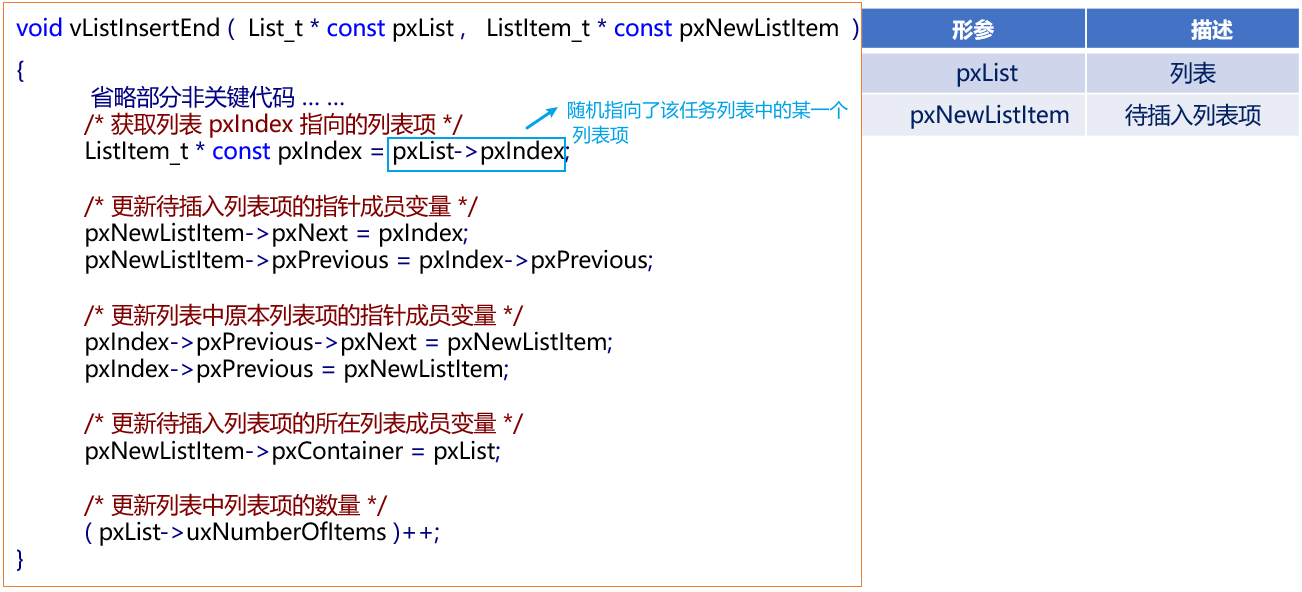 void vListInsertEnd ( List_t * const pxList , ListItem_t * const pxNewListItem )
{
省略部分非关键代码 ... ...
/* 获取列表 pxIndex 指向的列表项 */
ListItem_t * const pxIndex = pxList->pxIndex;
随机指向了该任务列表中的某一个
列表项
/* 更新待插入列表项的指针成员变量 */
pxNewListItem->pxNext = pxIndex;
pxNewListItem->pxPrevious = pxIndex->pxPrevious;
/* 更新列表中原本列表项的指针成员变量 */
pxIndex->pxPrevious->pxNext = pxNewListItem;
pxIndex->pxPrevious = pxNewListItem;
/* 更新待插入列表项的所在列表成员变量 */
pxNewListItem->pxContainer = pxList;
/* 更新列表中列表项的数量 */
( pxList->uxNumberOfItems )++;
}
形参 描述
pxList 列表
pxNewListItem 待插入列表项